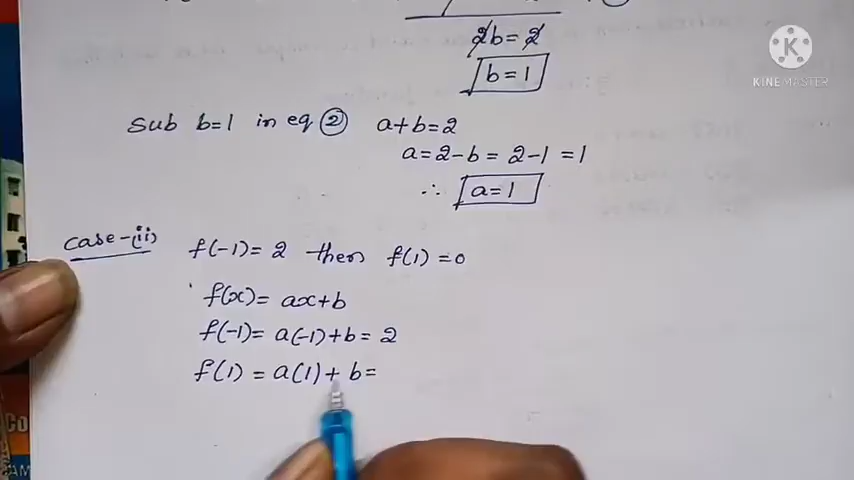 2b = 2
b = 1
KINEMASTER
Sub b=1 in eq ② a+b=2
a=2-b = 2-1 = 1
∴ a=1
Case-(ii) f(-1)= 2 then f(1) = 0
f(x)= ax+b
f(-1)= a(-1)+b= 2
f(1) = a(1)+ b=
Co